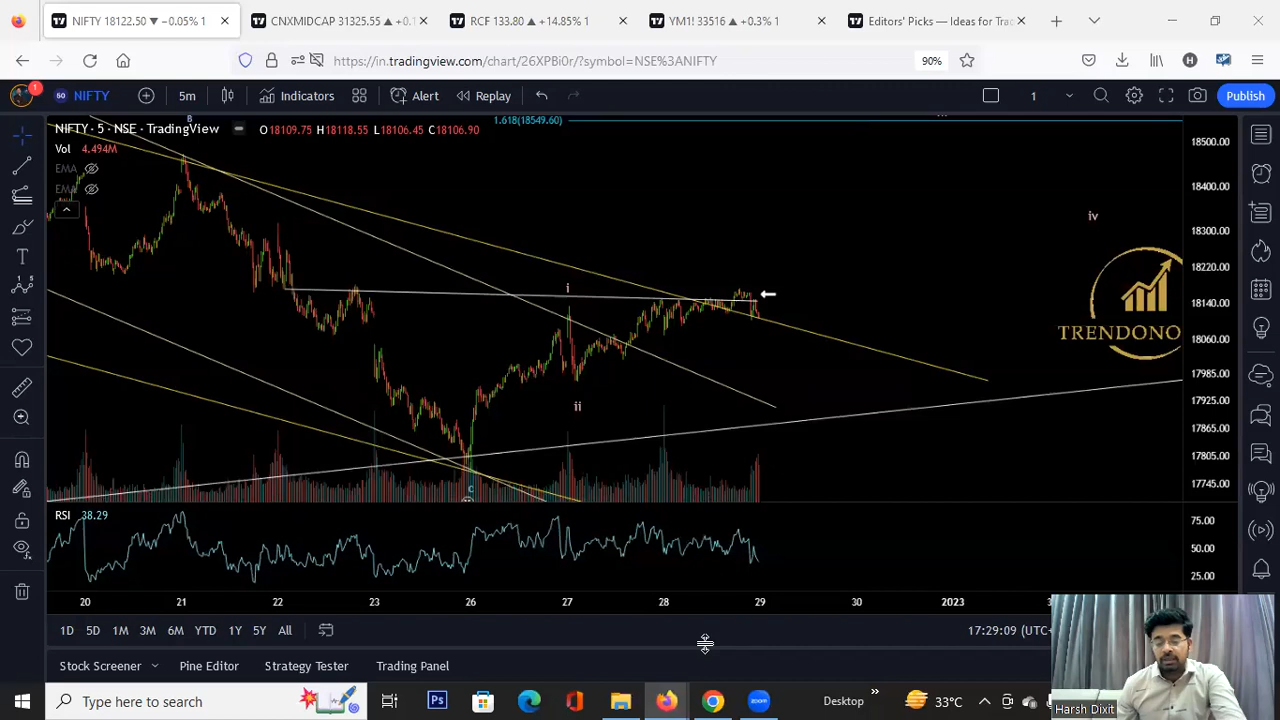 NIFTY 18122.50 ▼ −0.05% 1
CNXMIDCAP 31325.55 ▲ +0.
RCF 133.80 ▲ +14.85% 1
YM1! 33516 ▲ +0.3% 1
Editors' Picks — Ideas for Tra
https://in.tradingview.com/chart/26XPBi0r/?symbol=NSE%3ANIFTY
90%
H
1
50 NIFTY
5m
Indicators
Alert
Replay
1
Publish
B
1.618(18549.60)
NIFTY · 5 · NSE · TradingView
O18109.75 H18118.55 L18106.45 C18106.90
Vol 4.494M
EMA
EMA
18500.00
18400.00
18300.00
18220.00
18140.00
18060.00
17985.00
17925.00
17865.00
17805.00
17745.00
iv
TRENDONO
i
ii
C
RSI 38.29
75.00
50.00
25.00
20 21 22 23 26 27 28 29 30 2023
1D 5D 1M 3M 6M YTD 1Y 5Y All
17:29:09 (UTC+
Stock Screener Pine Editor Strategy Tester Trading Panel
Type here to search
Ps
zoom
Desktop
33°C
Harsh Dixit